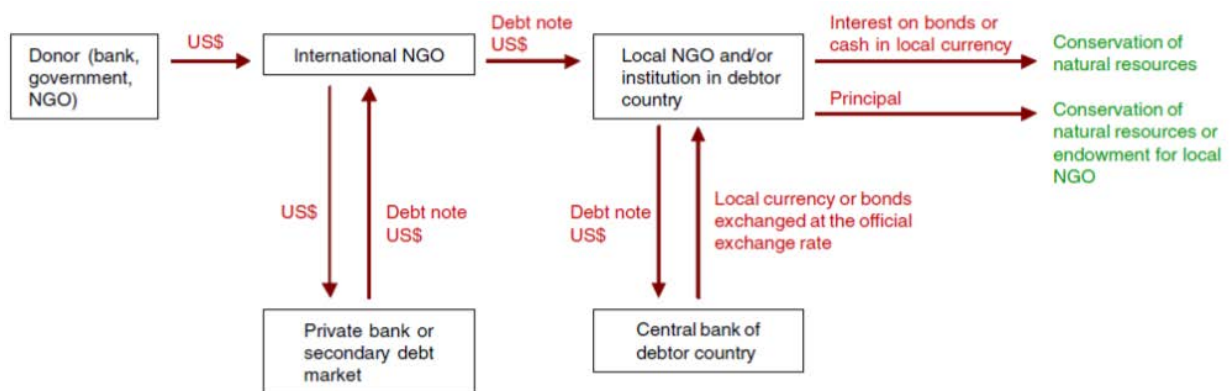 Donor (bank,
government,
NGO)
US$
International NGO
Debt note
US$
Local NGO and/or
institution in debtor
country
Interest on bonds or
cash in local currency
Conservation of
natural resources
Principal
Conservation of
natural resources or
endowment for local
NGO
US$
Debt note
US$
Debt note
US$
Local currency or bonds
exchanged at the official
exchange rate
Private bank or
secondary debt
market
Central bank of
debtor country